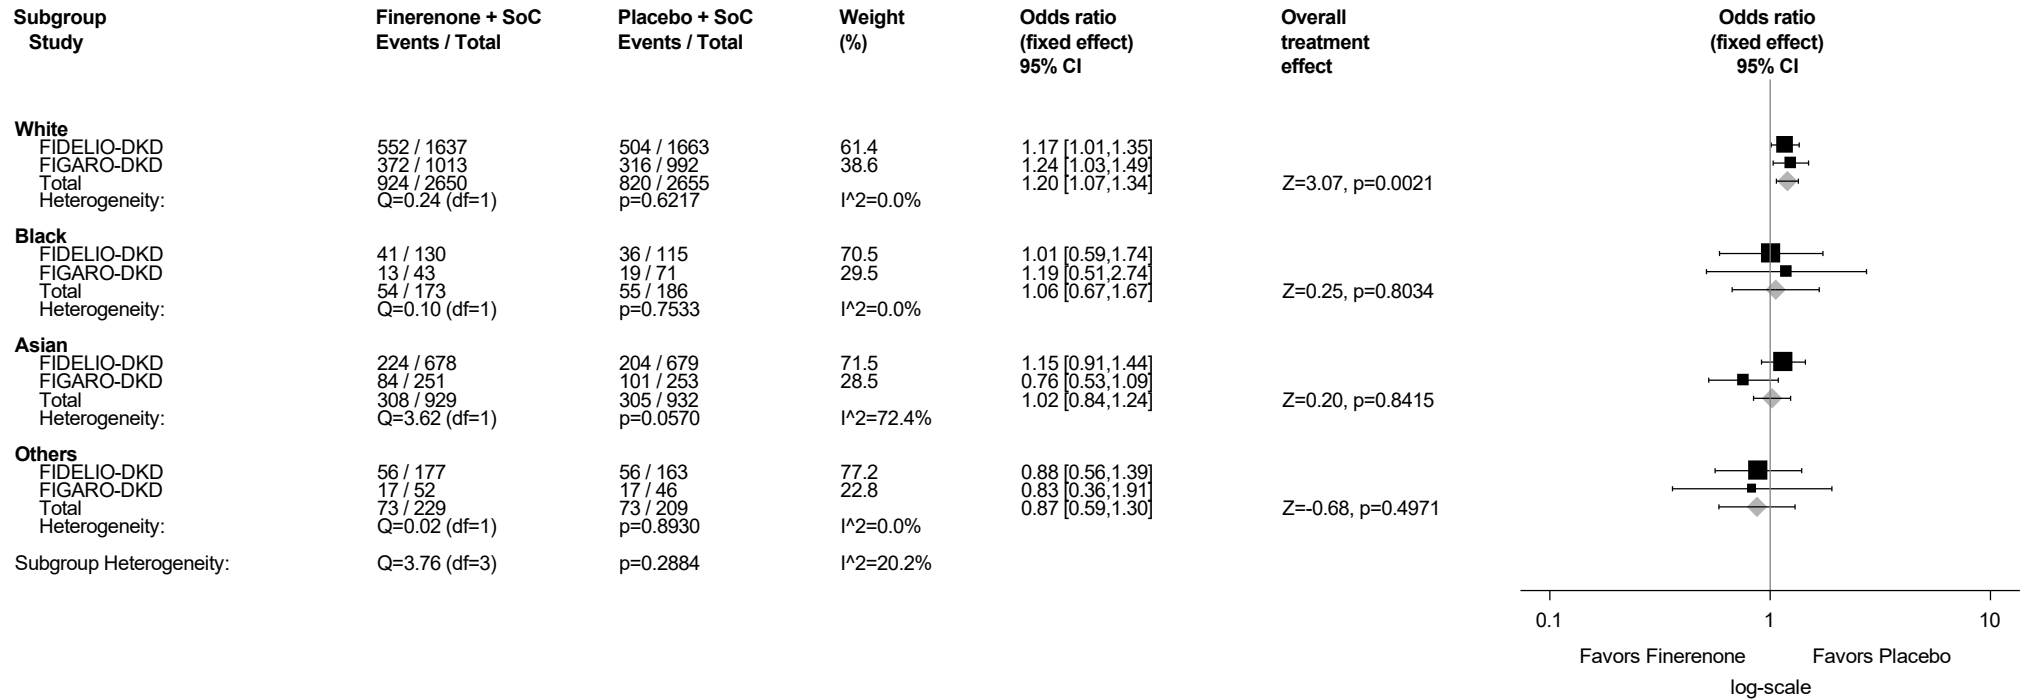 Subgroup Finerenone + SoC Placebo + SoC Weight Odds ratio Overall Odds ratio
Study Events / Total Events / Total (%) (fixed effect) treatment (fixed effect)
95% CI effect 95% CI
White
FIDELIO-DKD 552 / 1637 504 / 1663 61.4 1.17 [1.01,1.35]
FIGARO-DKD 372 / 1013 316 / 992 38.6 1.24 [1.03,1.49]
Total 924 / 2650 820 / 2655 1.20 [1.07,1.34] Z=3.07, p=0.0021
Heterogeneity: Q=0.24 (df=1) p=0.6217 I^2=0.0%
Black
FIDELIO-DKD 41 / 130 36 / 115 70.5 1.01 [0.59,1.74]
FIGARO-DKD 13 / 43 19 / 71 29.5 1.19 [0.51,2.74]
Total 54 / 173 55 / 186 1.06 [0.67,1.67] Z=0.25, p=0.8034
Heterogeneity: Q=0.10 (df=1) p=0.7533 I^2=0.0%
Asian
FIDELIO-DKD 224 / 678 204 / 679 71.5 1.15 [0.91,1.44]
FIGARO-DKD 84 / 251 101 / 253 28.5 0.76 [0.53,1.09]
Total 308 / 929 305 / 932 1.02 [0.84,1.24] Z=0.20, p=0.8415
Heterogeneity: Q=3.62 (df=1) p=0.0570 I^2=72.4%
Others
FIDELIO-DKD 56 / 177 56 / 163 77.2 0.88 [0.56,1.39]
FIGARO-DKD 17 / 52 17 / 46 22.8 0.83 [0.36,1.91]
Total 73 / 229 73 / 209 0.87 [0.59,1.30] Z=-0.68, p=0.4971
Heterogeneity: Q=0.02 (df=1) p=0.8930 I^2=0.0%
Subgroup Heterogeneity: Q=3.76 (df=3) p=0.2884 I^2=20.2%
0.1 1 10
Favors Finerenone Favors Placebo
log-scale